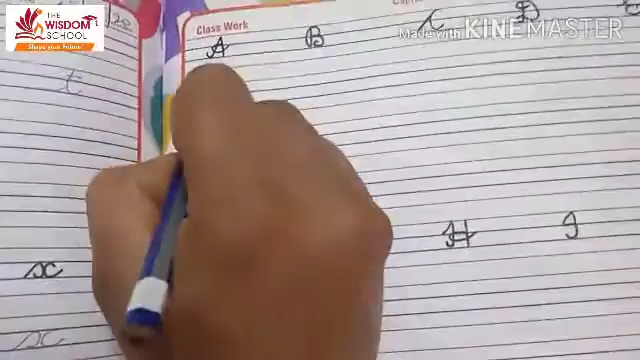 THE
WISDOM
SCHOOL
Shape your Future
Class Work
Made with KINEMASTER
A B C D
t
H I
x
x